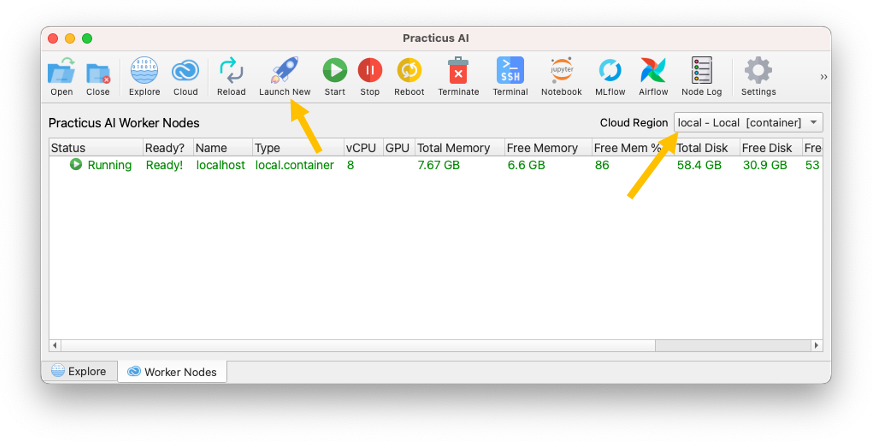 Practicus AI
Open Close Explore Cloud Reload Launch New Start Stop Reboot Terminate Terminal Notebook MLflow Airflow Node Log Settings »
Practicus AI Worker Nodes Cloud Region local - Local [container]
Status Ready? Name Type vCPU GPU Total Memory Free Memory Free Mem % Total Disk Free Disk Fre
Running Ready! localhost local.container 8 7.67 GB 6.6 GB 86 58.4 GB 30.9 GB 53
Explore Worker Nodes